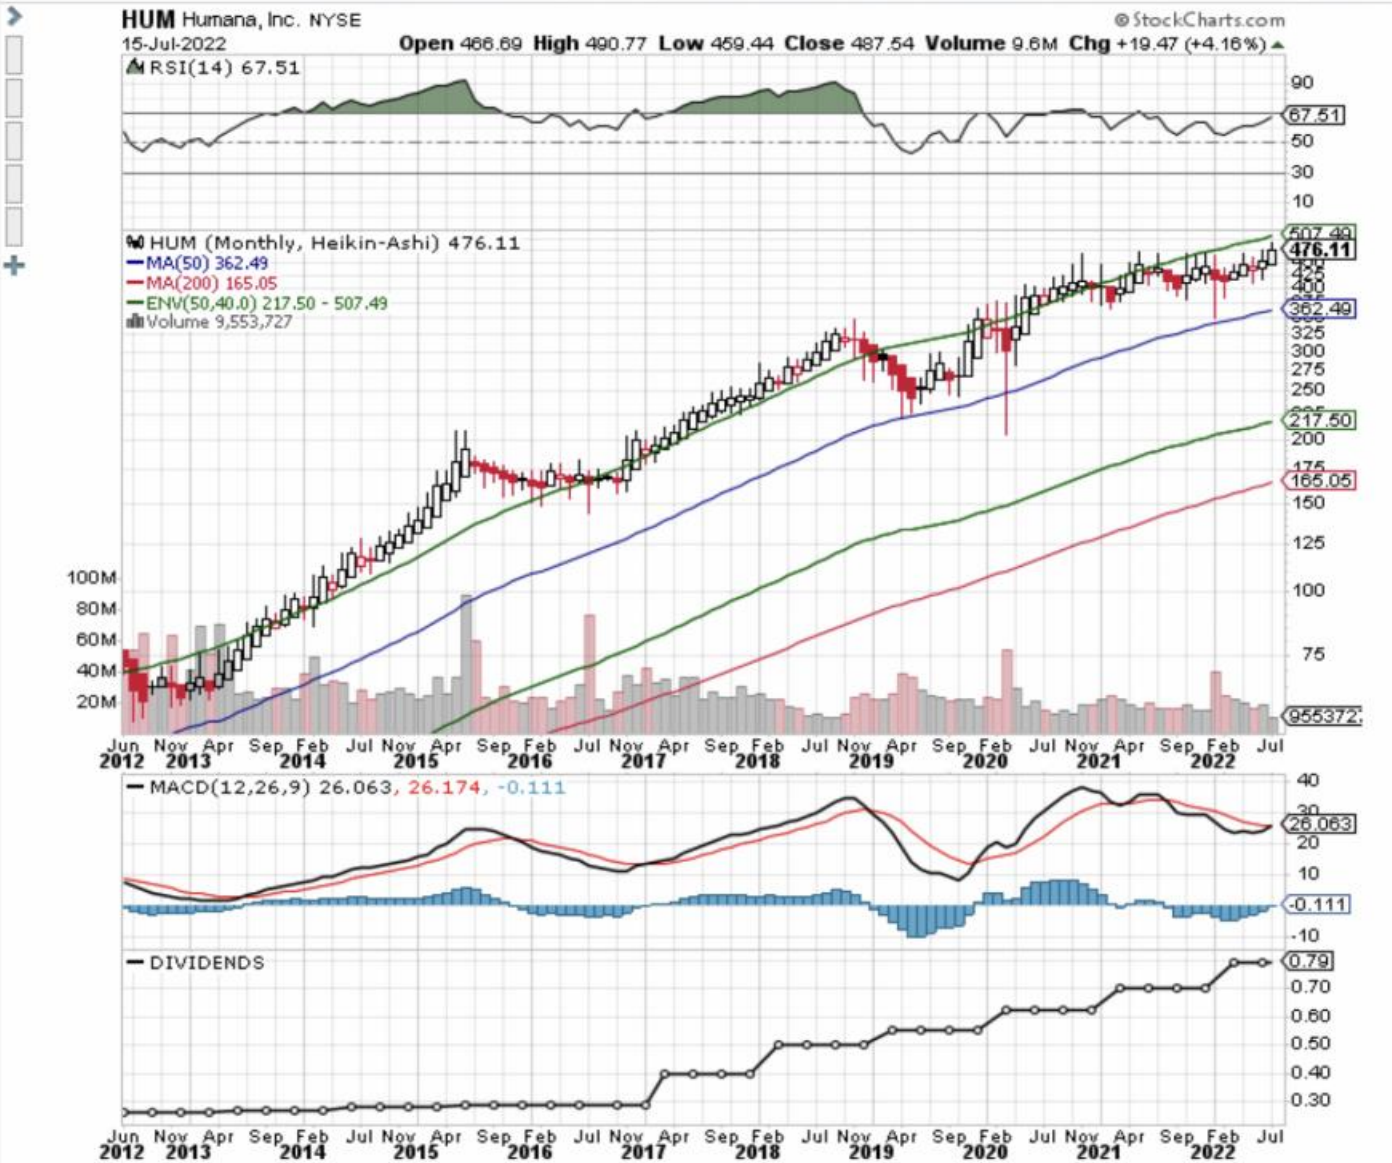 HUM Humana, Inc. NYSE © StockCharts.com
15-Jul-2022 Open 466.69 High 490.77 Low 459.44 Close 487.54 Volume 9.6M Chg +19.47 (+4.16%)
RSI(14) 67.51
90
67.51
50
30
10
HUM (Monthly, Heikin-Ashi) 476.11
MA(50) 362.49
MA(200) 165.05
ENV(50,40.0) 217.50 - 507.49
Volume 9,553,727
507.49
476.11
425
400
362.49
325
300
275
250
217.50
200
175
165.05
150
125
100
75
955372
100M
80M
60M
40M
20M
Jun Nov Apr Sep Feb Jul Nov Apr Sep Feb Jul Nov Apr Sep Feb Jul Nov Apr Sep Feb Jul Nov Apr Sep Feb Jul
2012 2013 2014 2015 2016 2017 2018 2019 2020 2021 2022
MACD(12,26,9) 26.063, 26.174, -0.111
40
30
26.063
20
10
-0.111
-10
DIVIDENDS
0.79
0.70
0.60
0.50
0.40
0.30
Jun Nov Apr Sep Feb Jul Nov Apr Sep Feb Jul Nov Apr Sep Feb Jul Nov Apr Sep Feb Jul Nov Apr Sep Feb Jul
2012 2013 2014 2015 2016 2017 2018 2019 2020 2021 2022